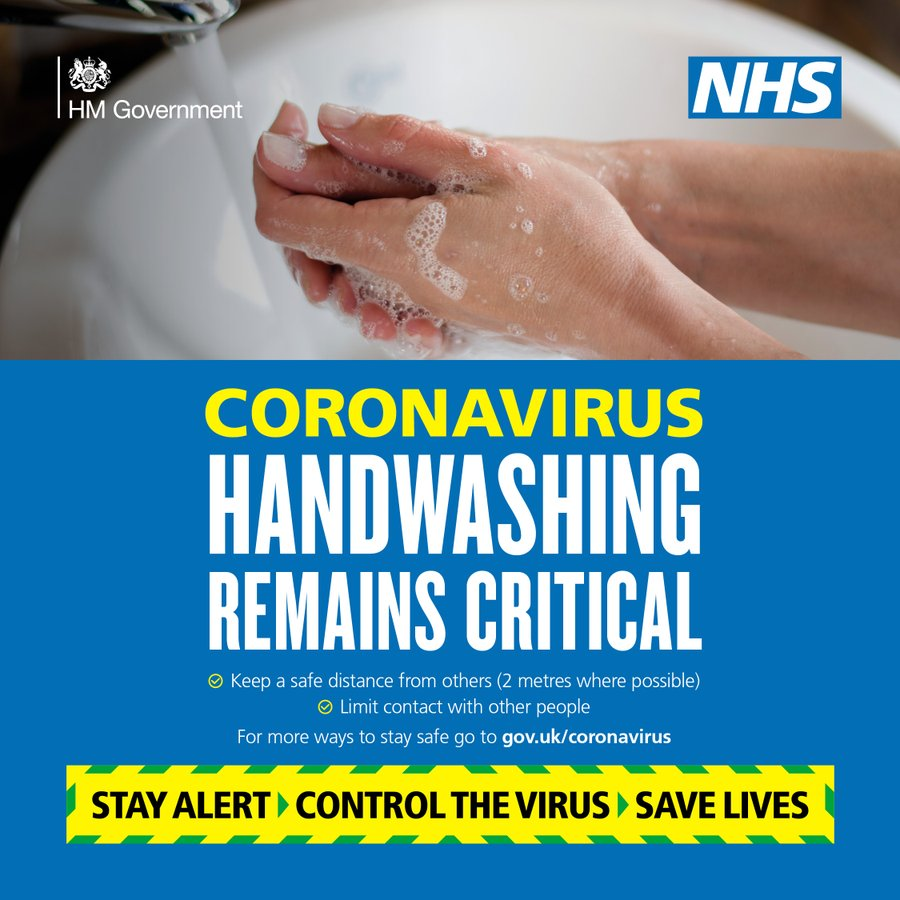 HM Government
NHS
CORONAVIRUS
HANDWASHING
REMAINS CRITICAL
Keep a safe distance from others (2 metres where possible)
Limit contact with other people
For more ways to stay safe go to gov.uk/coronavirus
STAY ALERT CONTROL THE VIRUS SAVE LIVES